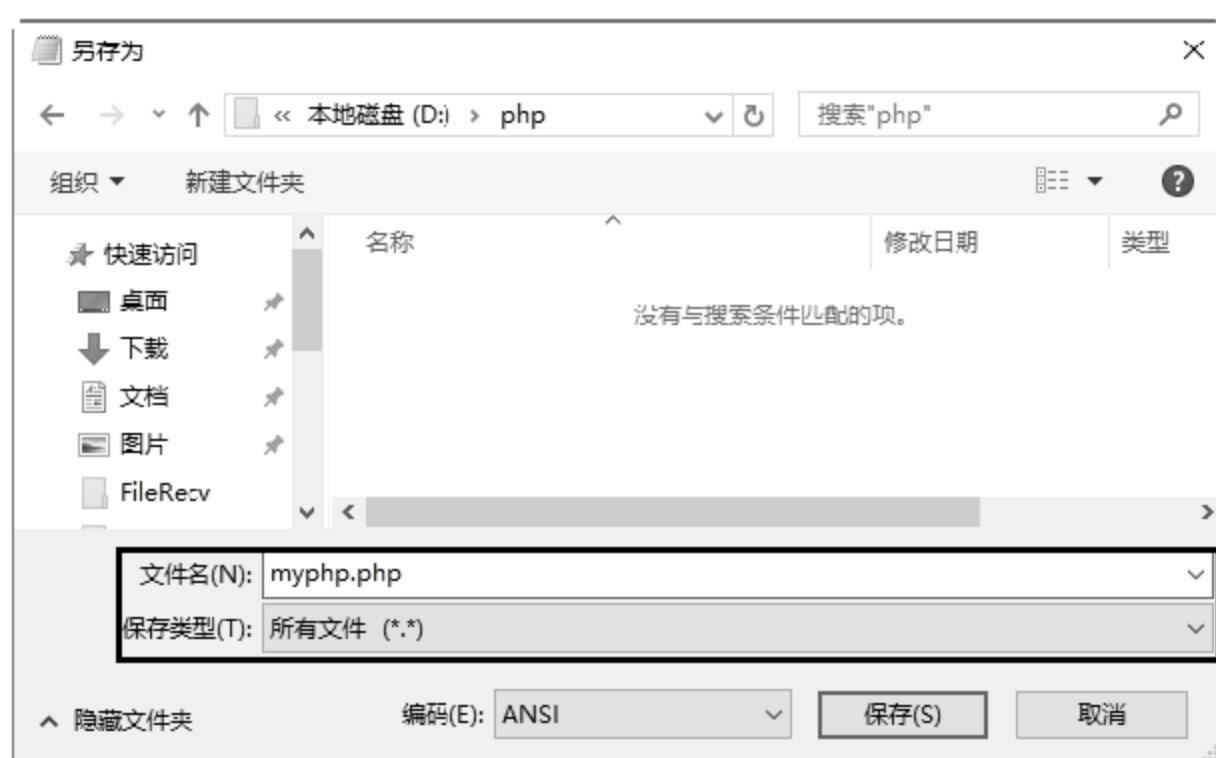 另存为
« 本地磁盘 (D:) › php
搜索"php"
组织 新建文件夹
名称 修改日期 类型
快速访问
没有与搜索条件匹配的项。
桌面
下载
文档
图片
FileRecv
文件名(N): myphp.php
保存类型(T): 所有文件 (*.*)
隐藏文件夹 编码(E): ANSI 保存(S) 取消